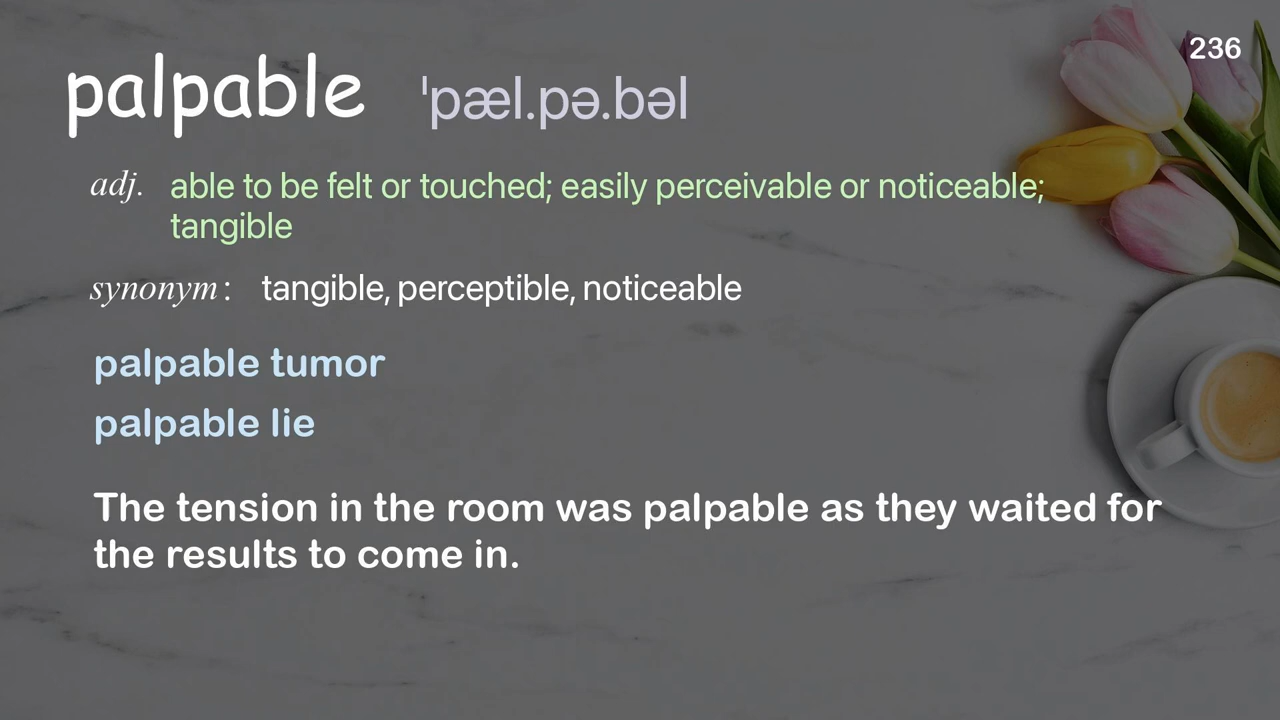 236
palpable ˈpæl.pə.bəl
adj. able to be felt or touched; easily perceivable or noticeable;
tangible
synonym: tangible, perceptible, noticeable
palpable tumor
palpable lie
The tension in the room was palpable as they waited for
the results to come in.